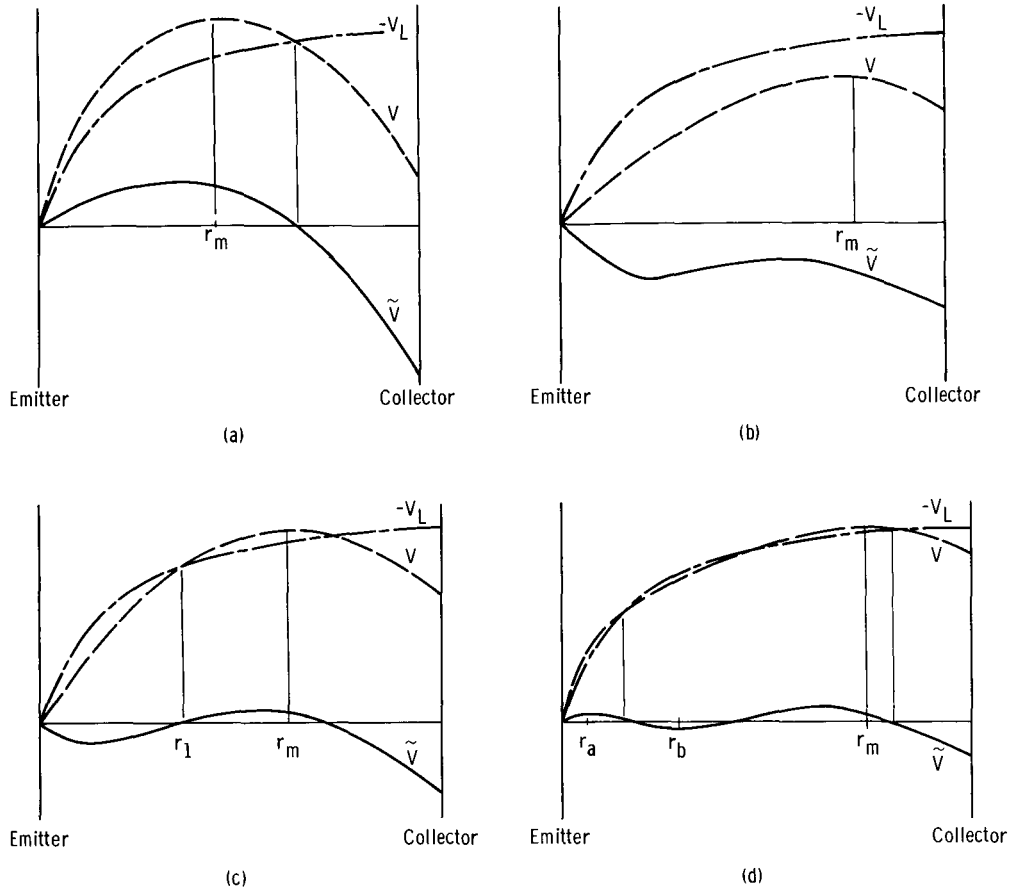 -V_L
V
r_m
Ṽ
Emitter
Collector
(a)
-V_L
V
r_m
Ṽ
Emitter
Collector
(b)
-V_L
V
r_1
r_m
Ṽ
Emitter
Collector
(c)
-V_L
V
r_a
r_b
r_m
Ṽ
Emitter
Collector
(d)